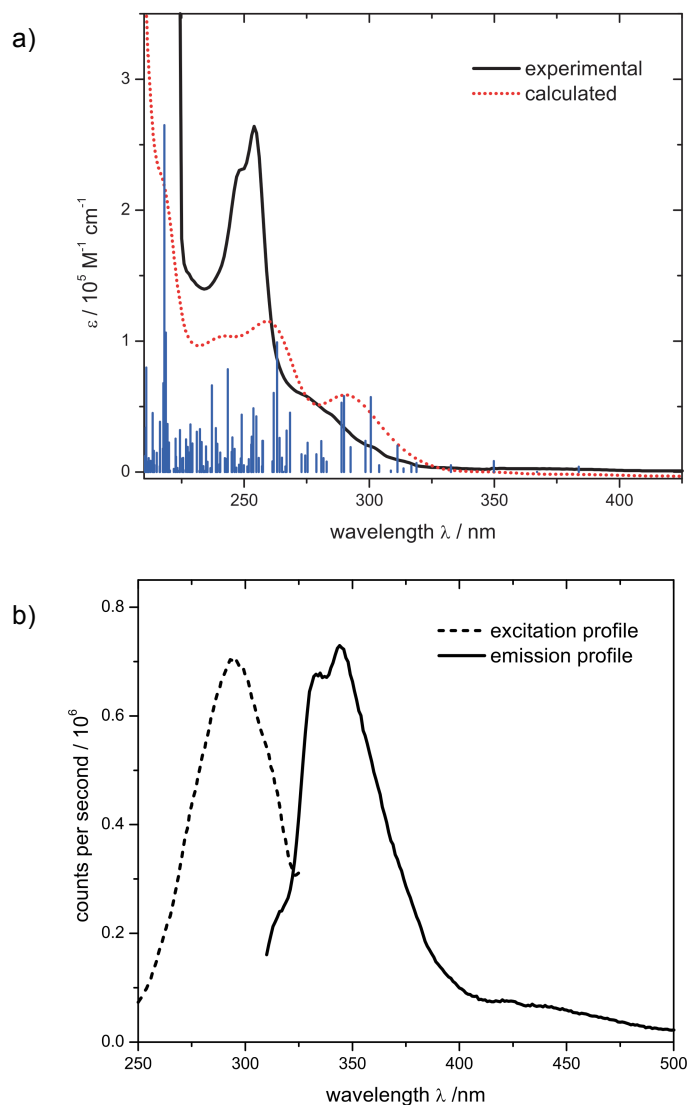 a)
experimental
calculated
3
2
1
0
ε / 10⁵ M⁻¹ cm⁻¹
250 300 350 400
wavelength λ / nm
b)
excitation profile
emission profile
0.8
0.6
0.4
0.2
0.0
counts per second / 10⁶
250 300 350 400 450 500
wavelength λ /nm